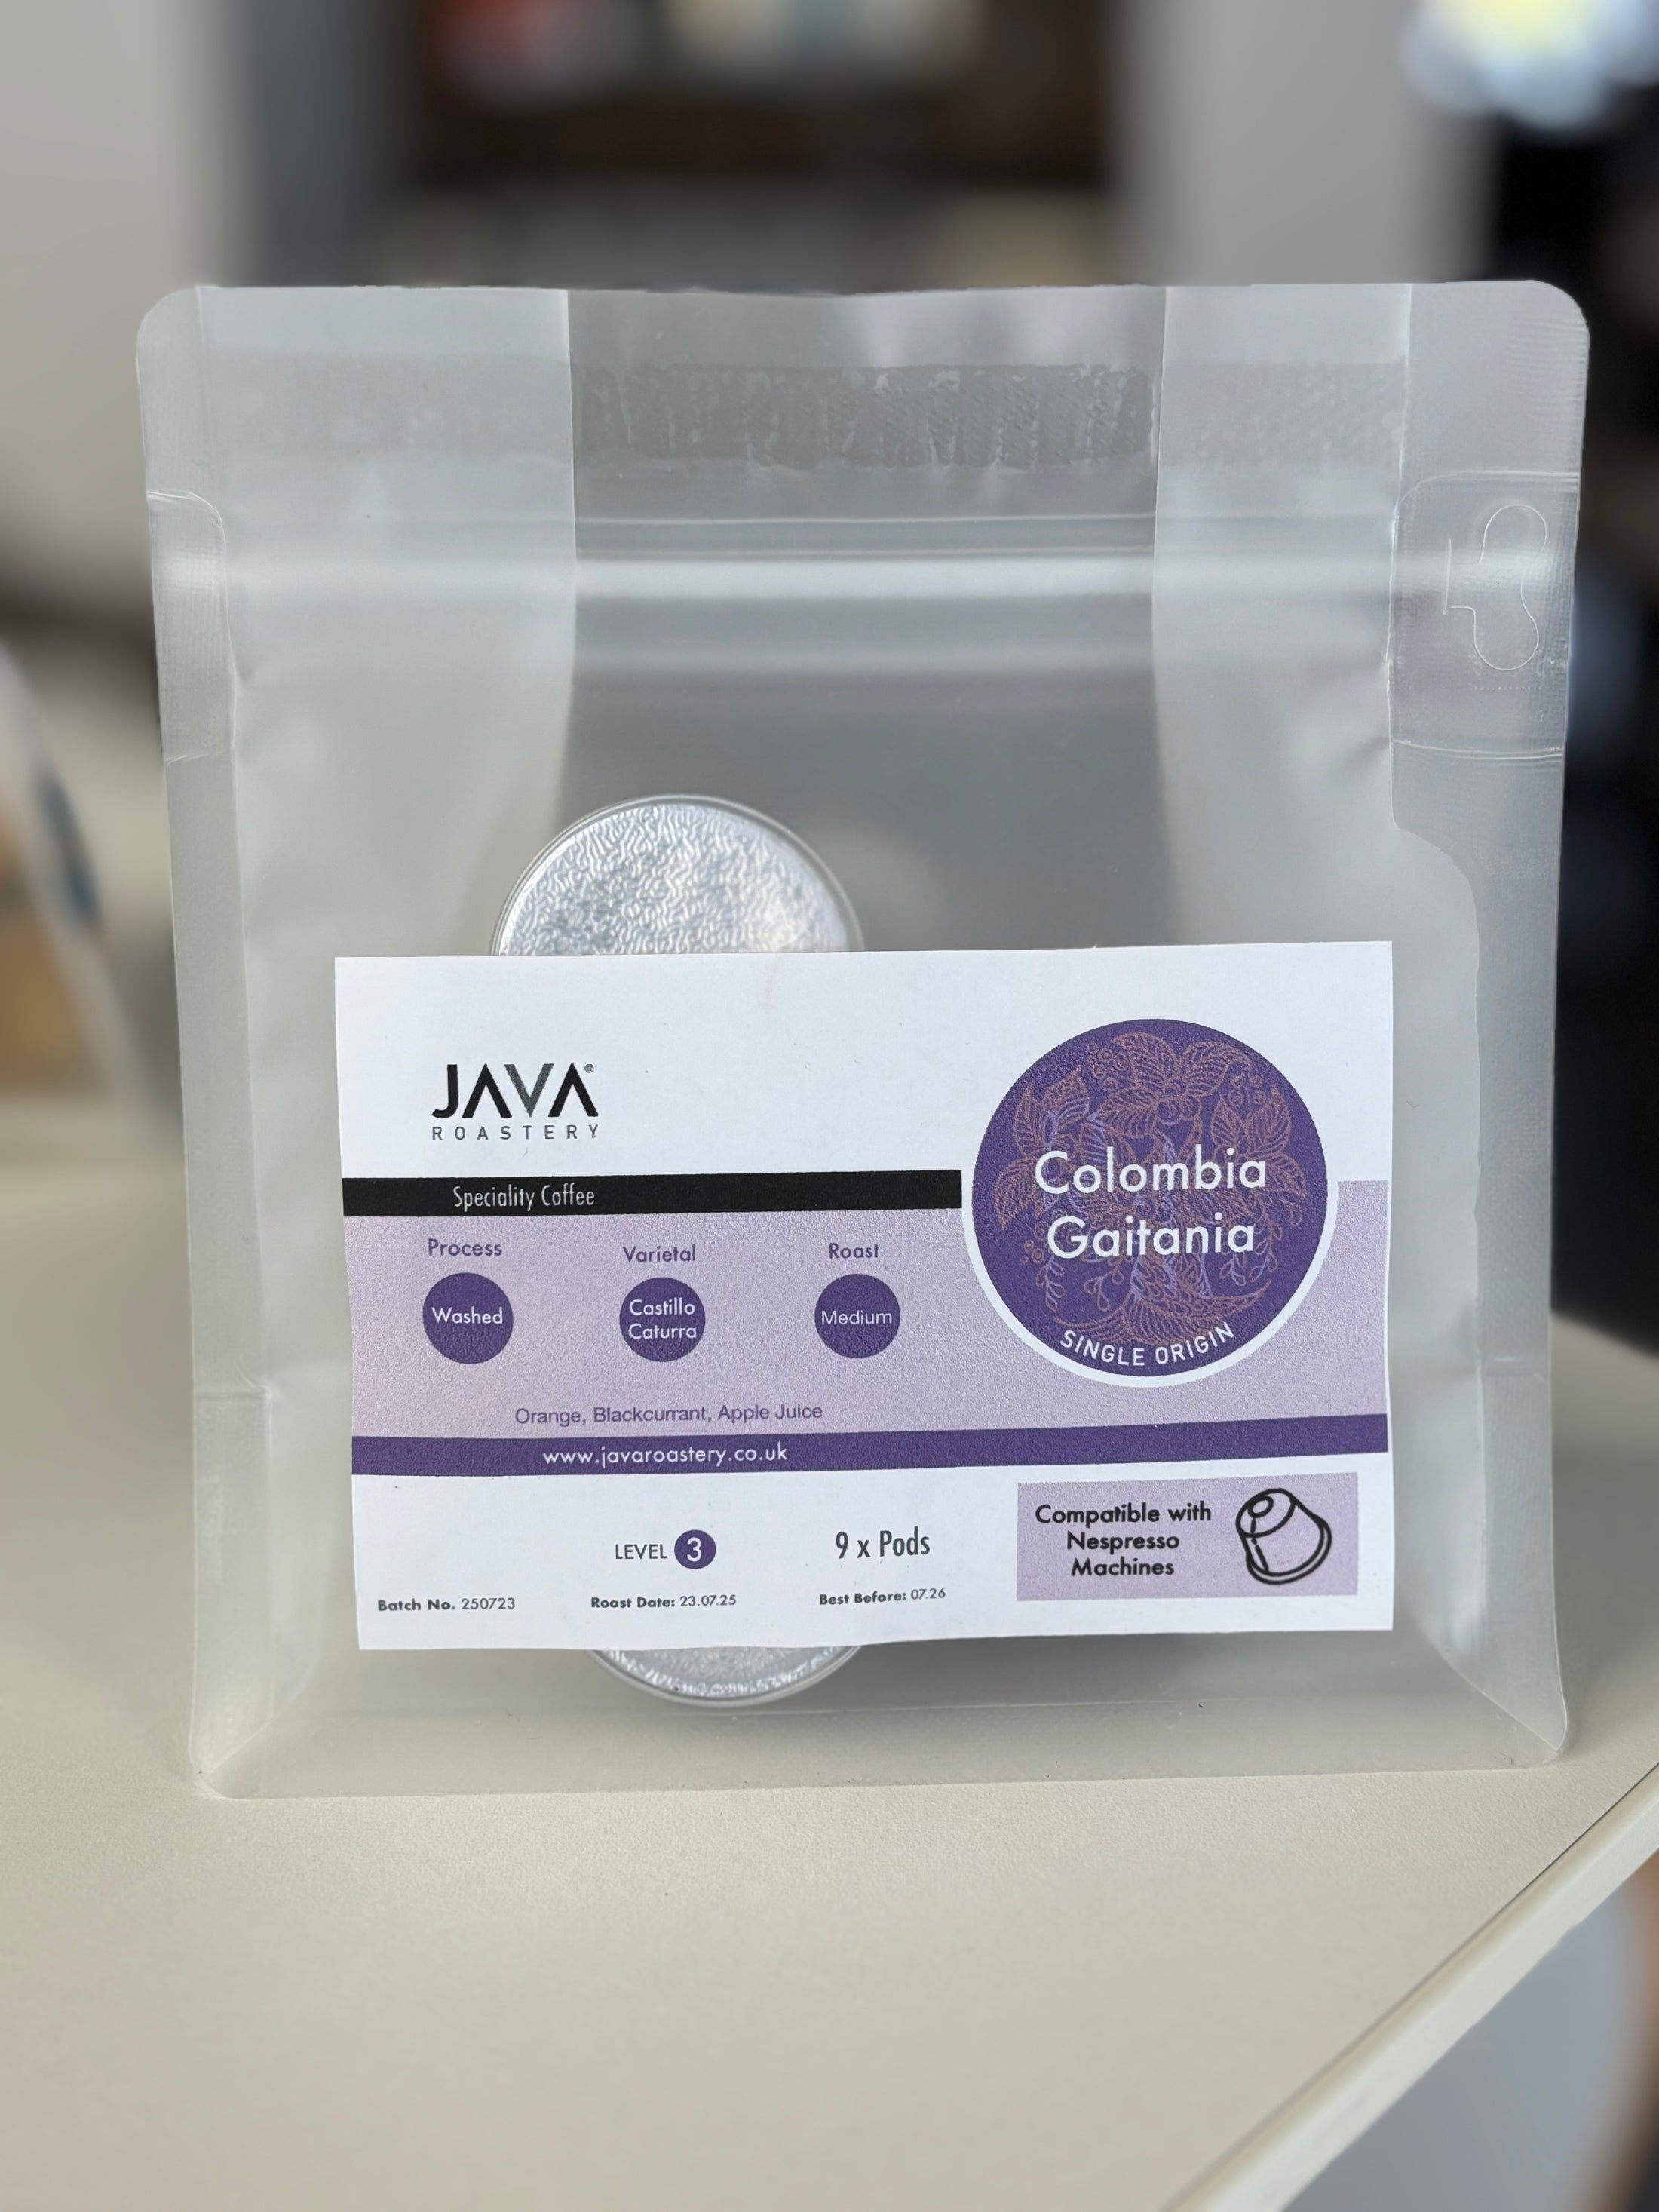 JAVA®
ROASTERY
Colombia
Gaitania
SINGLE ORIGIN
Speciality Coffee
Process
Washed
Varietal
Castillo
Caturra
Roast
Medium
Orange, Blackcurrant, Apple Juice
www.javaroastery.co.uk
LEVEL 3
9 x Pods
Compatible with
Nespresso
Machines
Batch No. 250723
Roast Date: 23.07.25
Best Before: 07.26